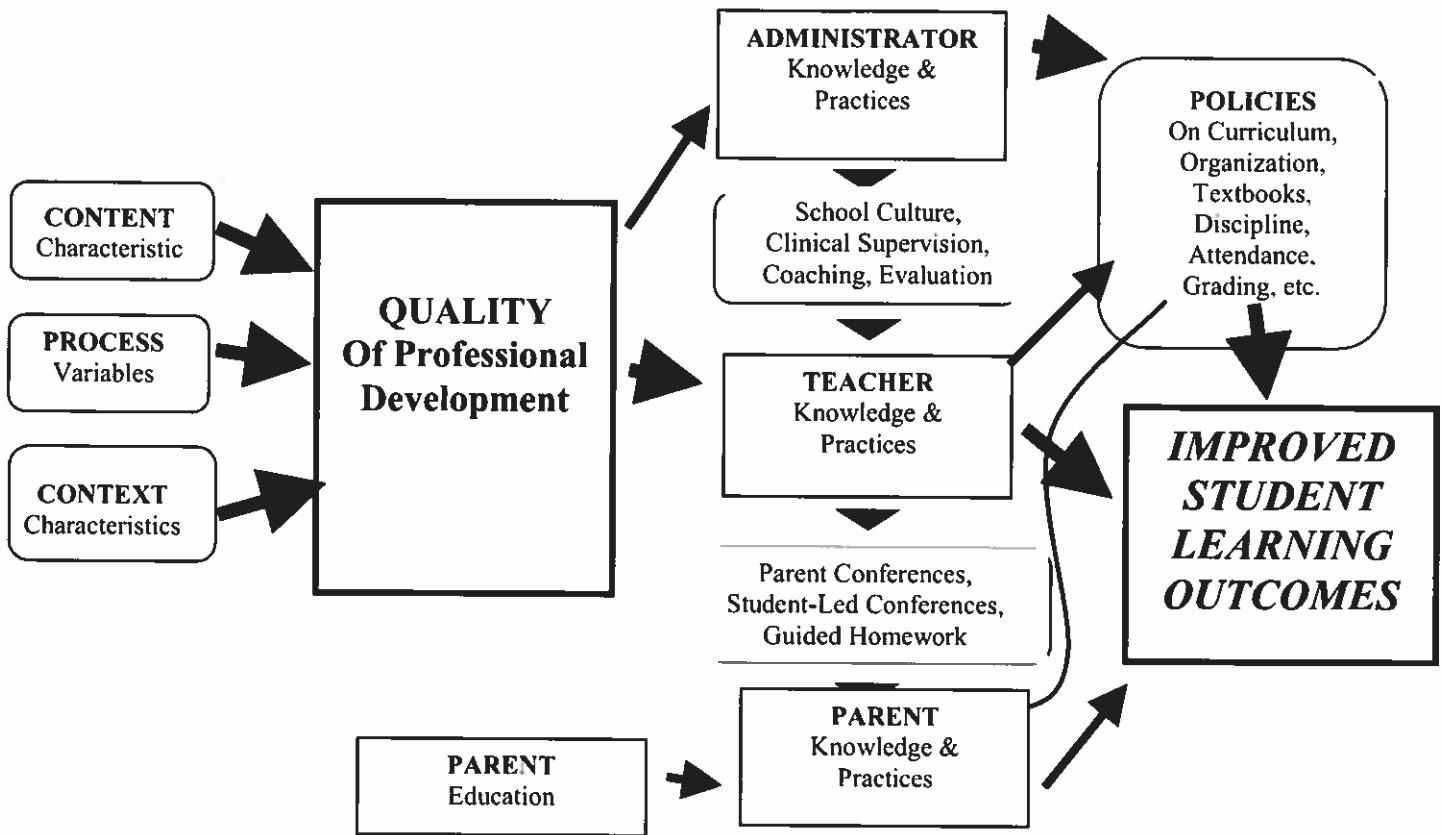 CONTENT
Characteristic
PROCESS
Variables
CONTEXT
Characteristics
QUALITY
Of Professional
Development
ADMINISTRATOR
Knowledge &
Practices
School Culture,
Clinical Supervision,
Coaching, Evaluation
TEACHER
Knowledge &
Practices
Parent Conferences,
Student-Led Conferences,
Guided Homework
PARENT
Education
PARENT
Knowledge &
Practices
POLICIES
On Curriculum,
Organization,
Textbooks,
Discipline,
Attendance,
Grading, etc.
IMPROVED
STUDENT
LEARNING
OUTCOMES